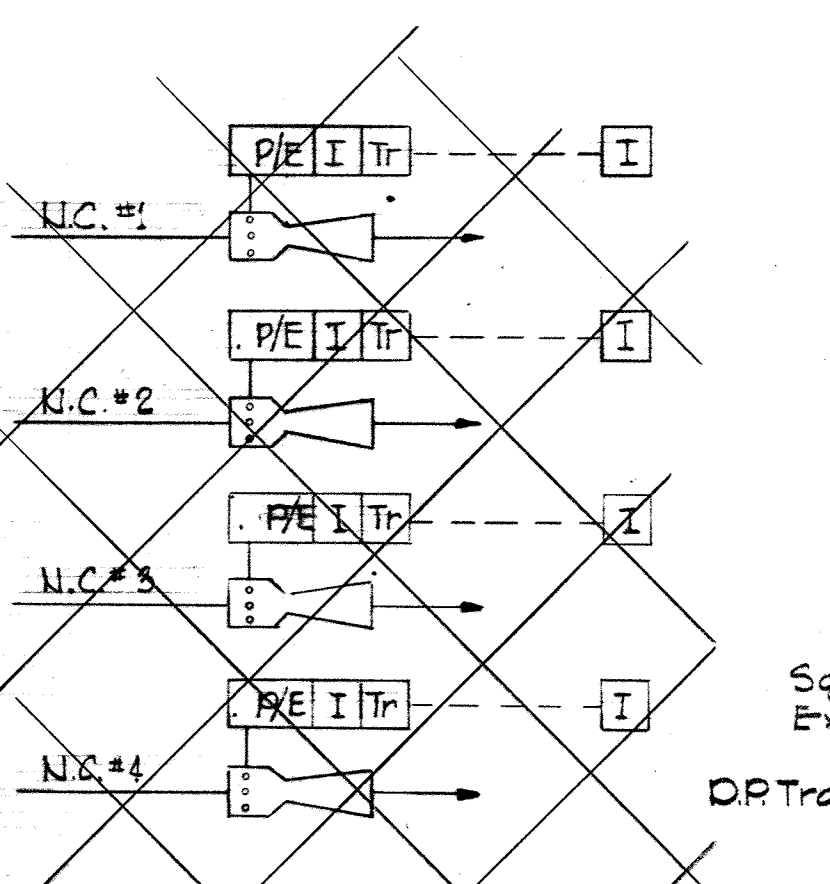 P/E I Tr I
N.C. #1
P/E I Tr I
N.C. #2
P/E I Tr I
N.C. # 3
P/E I Tr I
N.C. #4
D.P.